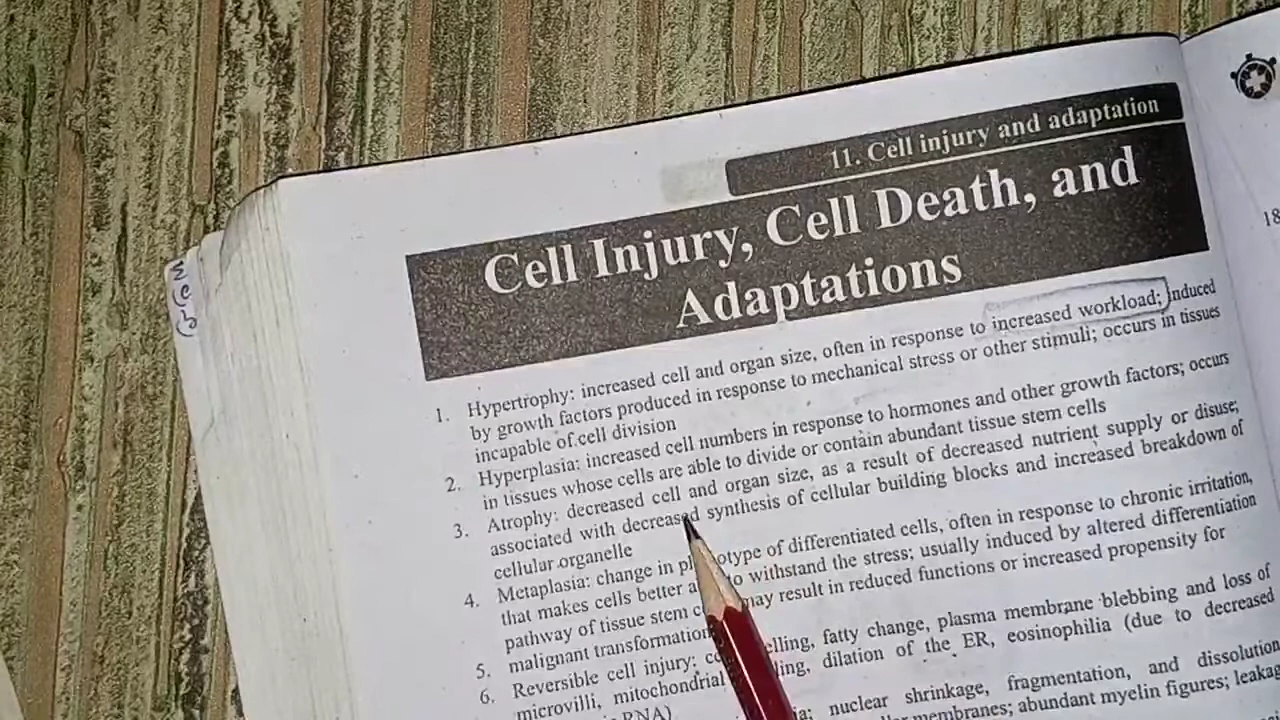 11. Cell injury and adaptation
Cell Injury, Cell Death, and
Adaptations
1. Hypertrophy: increased cell and organ size, often in response to increased workload; induced
by growth factors produced in response to mechanical stress or other stimuli; occurs in tissues
incapable of cell division
2. Hyperplasia: increased cell numbers in response to hormones and other growth factors; occurs
in tissues whose cells are able to divide or contain abundant tissue stem cells
3. Atrophy: decreased cell and organ size, as a result of decreased nutrient supply or disuse;
associated with decreased synthesis of cellular building blocks and increased breakdown of
cellular organelle
4. Metaplasia: change in phenotype of differentiated cells, often in response to chronic irritation,
that makes cells better to withstand the stress; usually induced by altered differentiation
pathway of tissue stem may result in reduced functions or increased propensity for
5. malignant transformation
6. Reversible cell injury: fatty change, plasma membrane blebbing and loss of
microvilli, mitochondrial dilation of the ER, eosinophilia (due to decreased
RNA) nuclear shrinkage, fragmentation, and dissolution
membranes; abundant myelin figures;
18